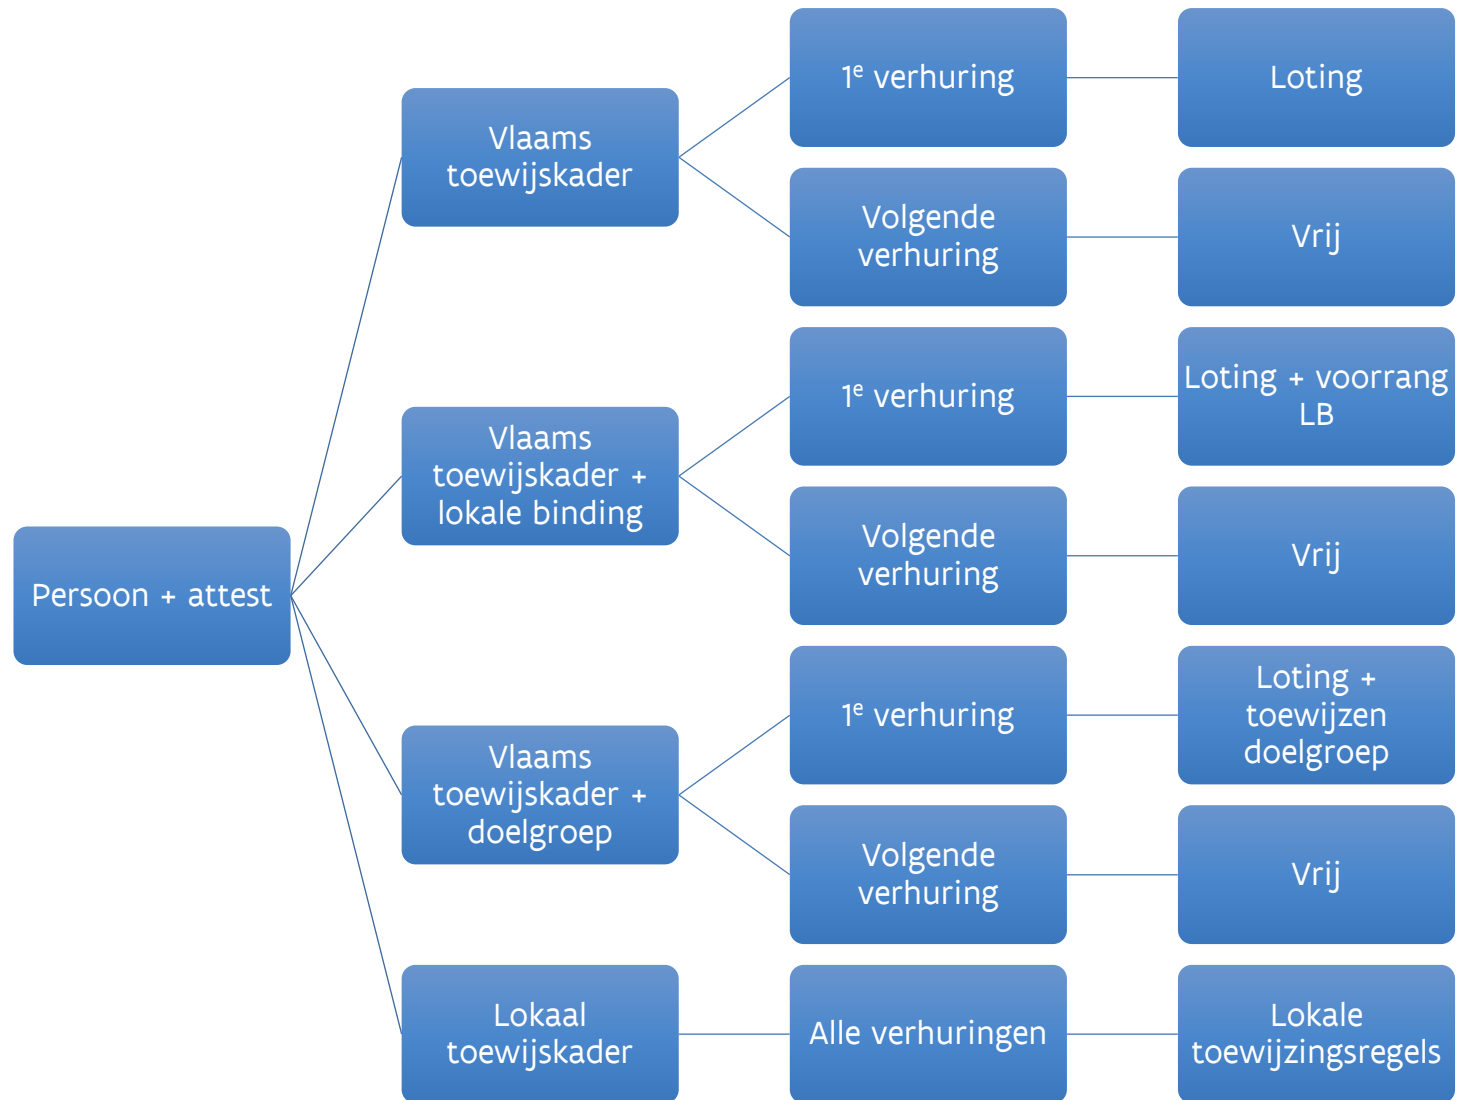 Persoon + attest
Vlaams
toewijskader
1e verhuring
Loting
Volgende
verhuring
Vrij
Vlaams
toewijskader +
lokale binding
1e verhuring
Loting + voorrang
LB
Volgende
verhuring
Vrij
Vlaams
toewijskader +
doelgroep
1e verhuring
Loting +
toewijzen
doelgroep
Volgende
verhuring
Vrij
Lokaal
toewijskader
Alle verhuringen
Lokale
toewijzingsregels